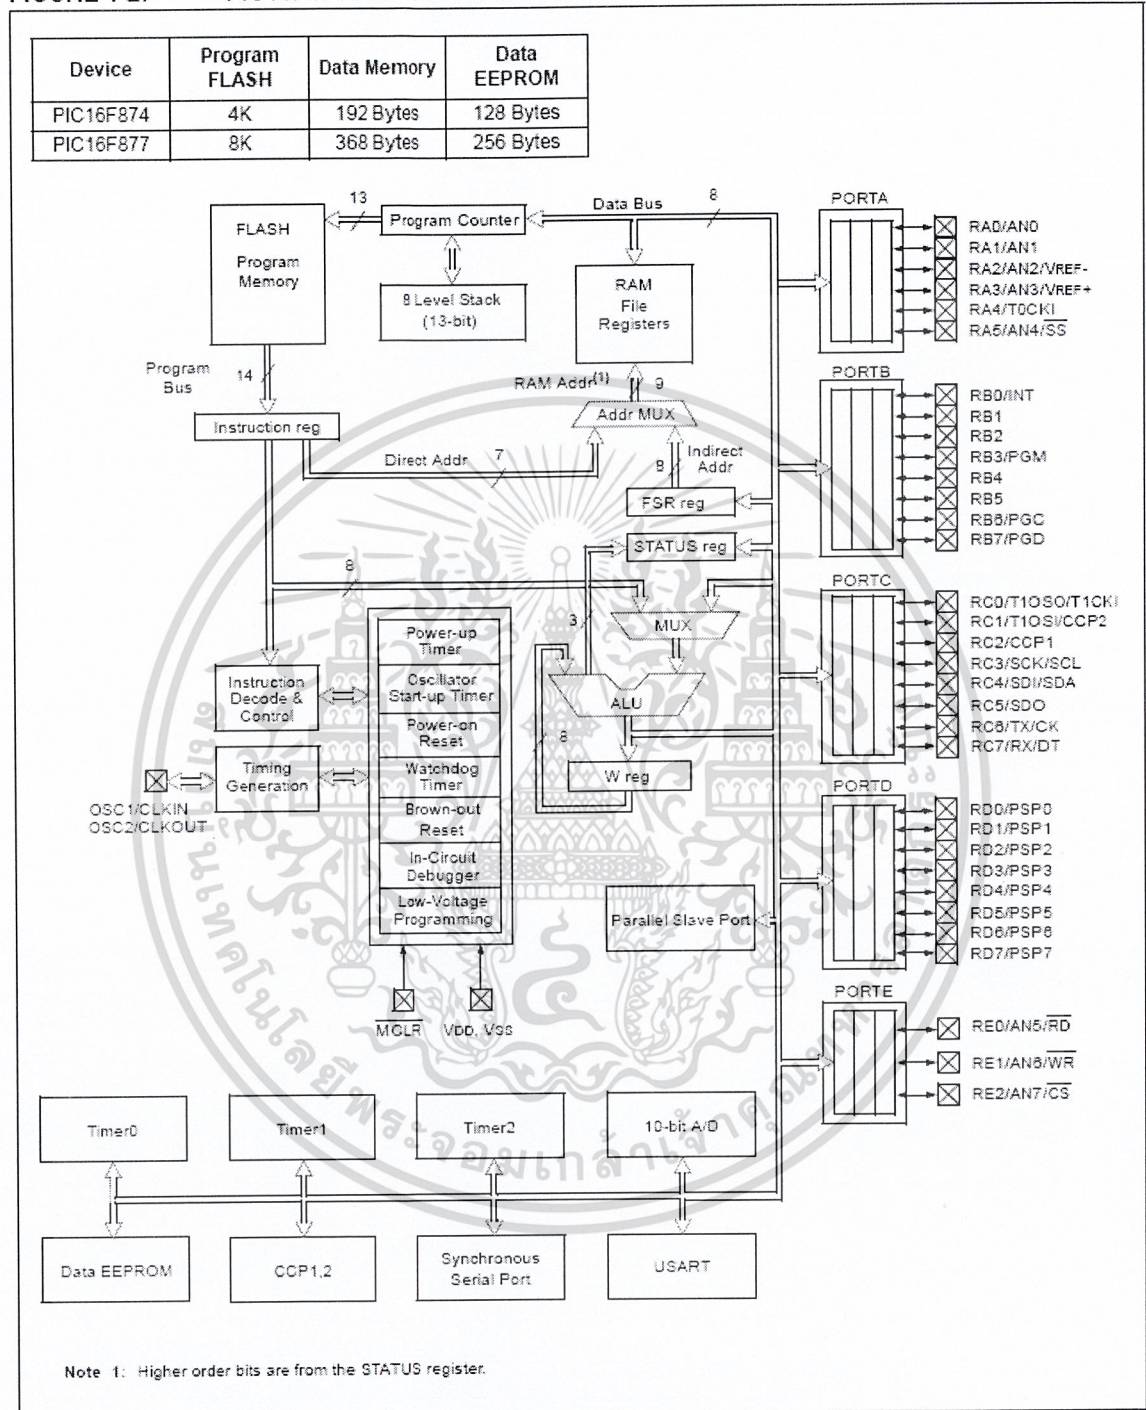 Device Program FLASH Data Memory Data EEPROM
PIC16F874 4K 192 Bytes 128 Bytes
PIC16F877 8K 368 Bytes 256 Bytes
FLASH
Program
Memory
13
Program Counter
8 Level Stack
(13-bit)
Data Bus
8
RAM
File
Registers
Program
Bus
14
Instruction reg
RAM Addr(1)
9
Addr MUX
Direct Addr
7
Indirect
Addr
8
FSR reg
STATUS reg
8
3
MUX
ALU
8
W reg
Power-up
Timer
Oscillator
Start-up Timer
Power-on
Reset
Watchdog
Timer
Brown-out
Reset
In-Circuit
Debugger
Low-Voltage
Programming
Instruction
Decode &
Control
Timing
Generation
OSC1/CLKIN
OSC2/CLKOUT
MCLR
VDD, VSS
Parallel Slave Port
PORTA
RA0/AN0
RA1/AN1
RA2/AN2/VREF-
RA3/AN3/VREF+
RA4/T0CKI
RA5/AN4/SS
PORTB
RB0/INT
RB1
RB2
RB3/PGM
RB4
RB5
RB6/PGC
RB7/PGD
PORTC
RC0/T1OSO/T1CKI
RC1/T1OSI/CCP2
RC2/CCP1
RC3/SCK/SCL
RC4/SDI/SDA
RC5/SDO
RC6/TX/CK
RC7/RX/DT
PORTD
RD0/PSP0
RD1/PSP1
RD2/PSP2
RD3/PSP3
RD4/PSP4
RD5/PSP5
RD6/PSP6
RD7/PSP7
PORTE
RE0/AN5/RD
RE1/AN6/WR
RE2/AN7/CS
Timer0
Timer1
Timer2
10-bit A/D
Data EEPROM
CCP1,2
Synchronous
Serial Port
USART
Note 1: Higher order bits are from the STATUS register.